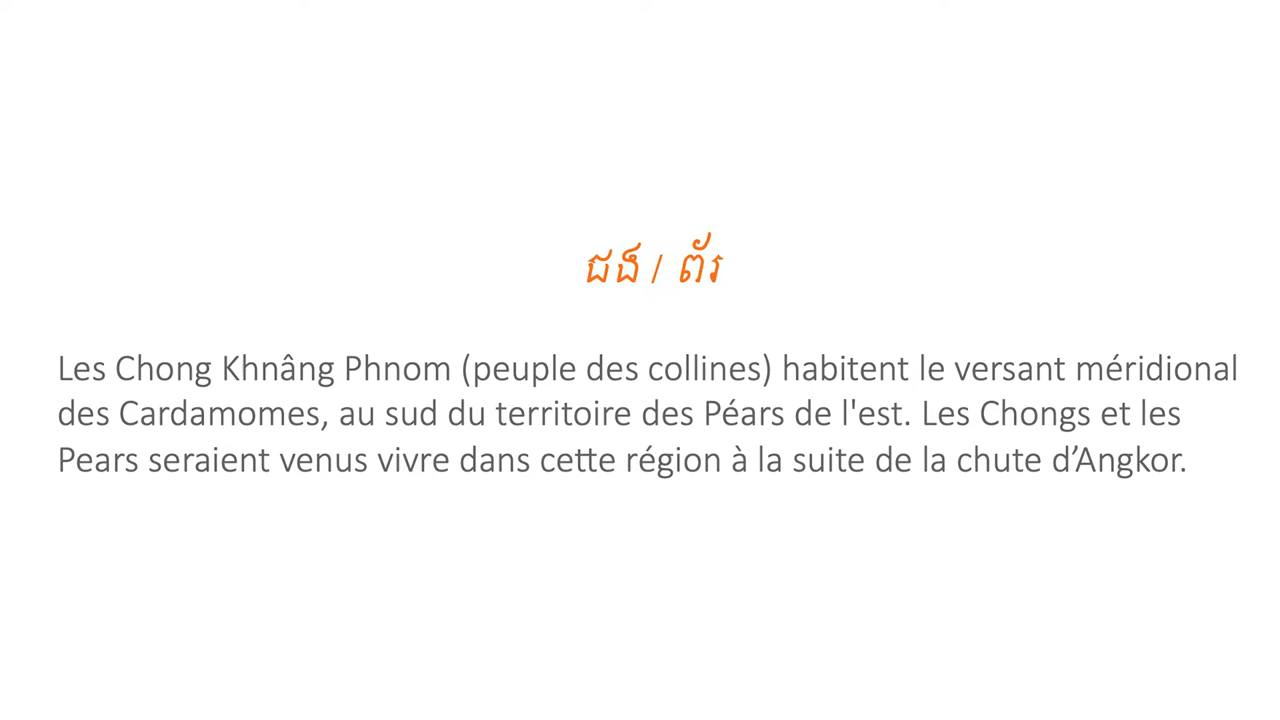 ជង / ព័រ
Les Chong Khnâng Phnom (peuple des collines) habitent le versant méridional
des Cardamomes, au sud du territoire des Péars de l'est. Les Chongs et les
Pears seraient venus vivre dans cette région à la suite de la chute d’Angkor.